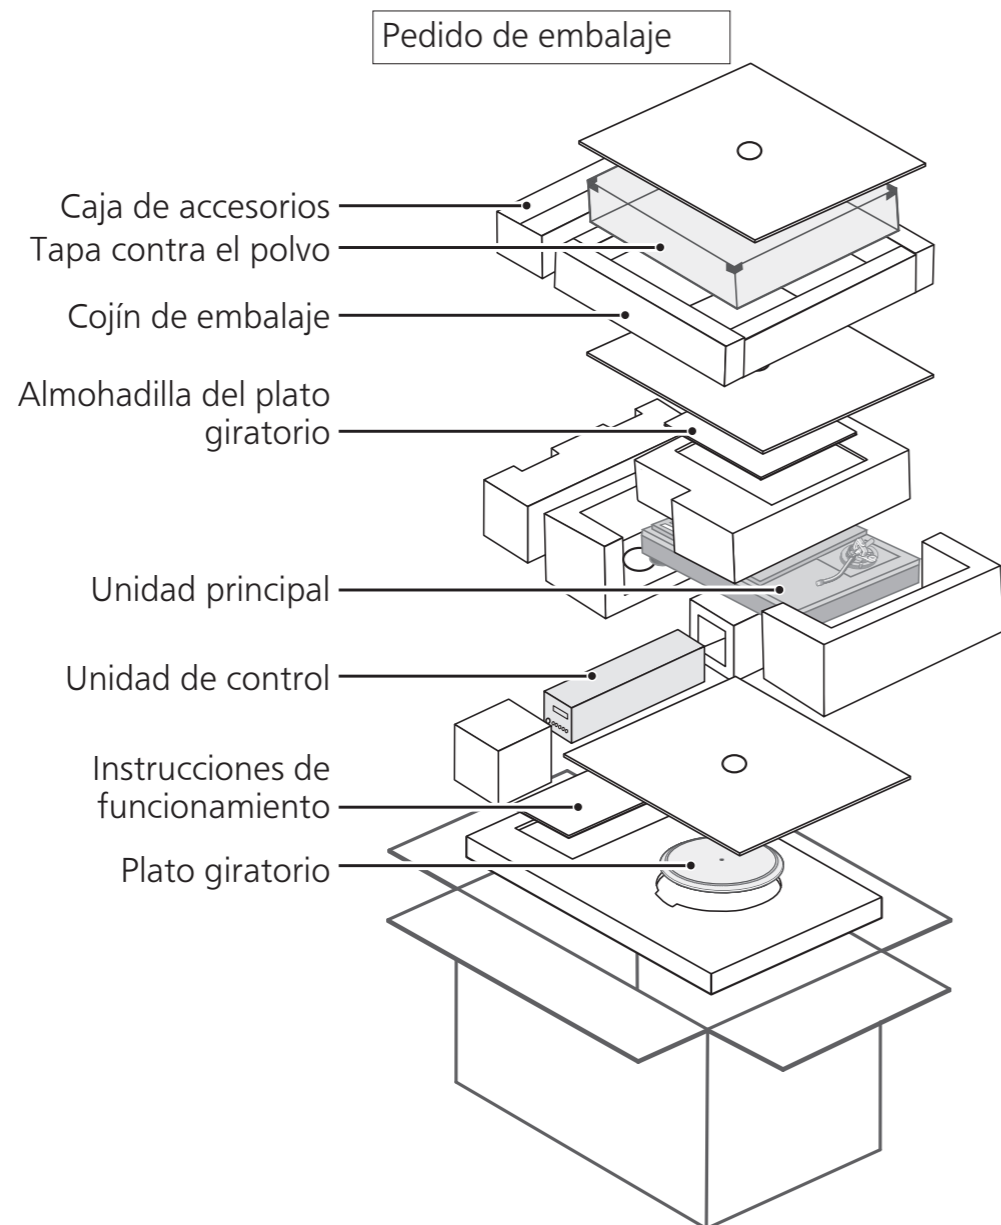 Pedido de embalaje
Caja de accesorios
Tapa contra el polvo
Cojín de embalaje
Almohadilla del plato
giratorio
Unidad principal
Unidad de control
Instrucciones de
funcionamiento
Plato giratorio